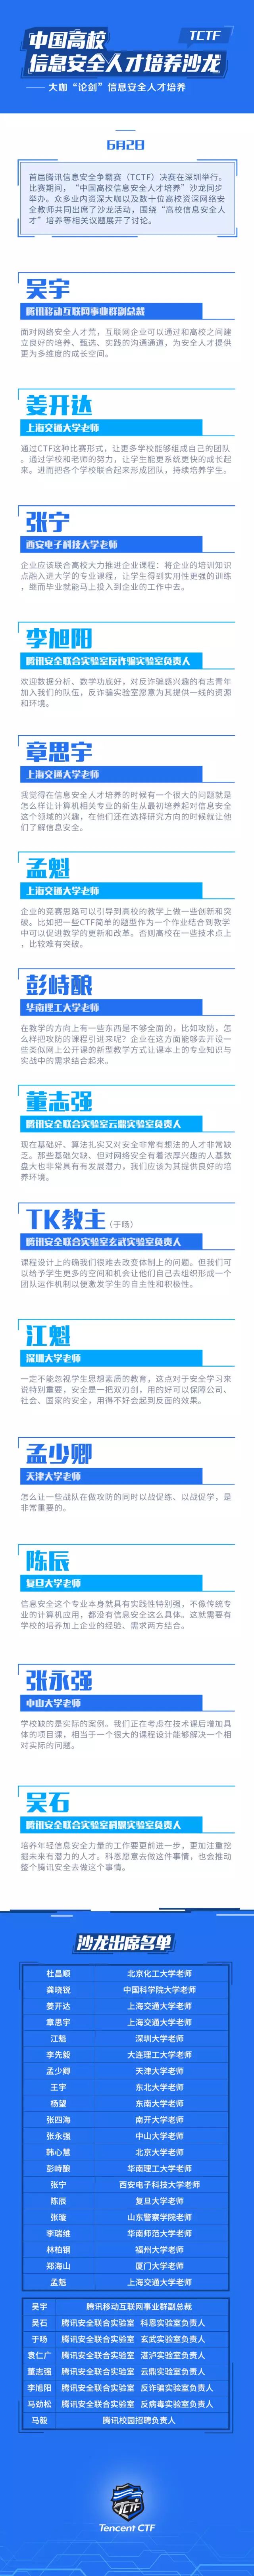 TCTF
中国高校
信息安全人才培养沙龙
大咖“论剑”信息安全人才培养
6月2日
首届腾讯信息安全争霸赛（TCTF）决赛在深圳举行。
比赛期间，“中国高校信息安全人才培养”沙龙同步
举办。众多业内资深大咖以及数十位高校资深网络安
全教师共同出席了沙龙活动，围绕“高校信息安全人
才”培养等相关议题展开了讨论。
吴宇
腾讯移动互联网事业群副总裁
面对网络安全人才荒，互联网企业可以通过和高校之间建
立良好的培养、甄选、实践的沟通通道，为安全人才提供
更为多维度的成长空间。
姜开达
上海交通大学老师
通过CTF这种比赛形式，让更多学校能够组成自己的团队
。通过学校和老师的努力，让学生能更系统更快的成长起
来。进而把各个学校联合起来形成团队，持续培养学生。
张宁
西安电子科技大学老师
企业应该联合高校大力推进企业课程：将企业的培训知识
点融入进大学的专业课程，让学生得到实用性更强的训练
，继而毕业就能马上投入到企业的工作中去。
李旭阳
腾讯安全联合实验室反诈骗实验室负责人
欢迎数据分析、数学功底好，对反诈骗感兴趣的有志青年
加入我们的队伍，反诈骗实验室愿意为其提供一线的资源
和环境。
章思宇
上海交通大学老师
我觉得在信息安全人才培养的时候有一个很大的问题就是
怎么样让计算机相关专业的新生从最初培养起对信息安全
这个领域的兴趣，在他们还在选择研究方向的时候就让他
们了解信息安全。
孟魁
上海交通大学老师
企业的竞赛思路可以引导到高校的教学上做一些创新和突
破。比如把一些CTF简单的题型作为一个作业结合到教学
中可以促进教学的更新和改革。否则高校在一些技术点上
，比较难有突破。
彭峙酿
华南理工大学老师
在教学的方向上有一些东西是不够全面的，比如攻防，怎
么样把攻防的课程引进来呢？企业在这方面能够去开设一
些类似网上公开课的新型教学方式让课本上的专业知识与
实战中的需求结合起来。
董志强
腾讯安全联合实验室云鼎实验室负责人
现在基础好、算法扎实又对安全非常有想法的人才非常缺
乏。那些基础欠缺、但对网络安全有着浓厚兴趣的人基数
盘大也非常具有有发展潜力，我们应该为其提供良好的培
养环境。
TK教主（于旸）
腾讯安全联合实验室玄武实验室负责人
课程设计上的确我们很难去改变体制上的问题。但我们可
以给予学生更多的空间和机会让他们自己去组织形成一个
团队运作机制以便激发学生的自主性和积极性。
江魁
深圳大学老师
一定不能忽视学生思想素质的教育，这点对于安全学习来
说特别重要，安全是一把双刃剑，用的好可以保障公司、
社会、国家的安全，用得不好会起到反面的效果。
孟少卿
天津大学老师
怎么让一些战队在做攻防的同时以战促练、以战促学，是
非常重要的。
陈辰
复旦大学老师
信息安全这个专业本身就具有实践性特别强，不像传统专
业的计算机应用，都没有信息安全这么具体。这就需要有
学校的培养加上企业的经验、需求两方结合。
张永强
中山大学老师
学校缺的是实际的案例。我们正在考虑在技术课后增加具
体的项目课，相当于一个很大的课程设计能够解决一个相
对实际的问题。
吴石
腾讯安全联合实验室科恩实验室负责人
培养年轻信息安全力量的工作要更前进一步，更加注重挖
掘未来有潜力的人才。科恩愿意去做这件事情，也会推动
整个腾讯安全去做这个事情。
沙龙出席名单
杜昌顺 北京化工大学老师
龚晓锐 中国科学院大学老师
姜开达 上海交通大学老师
章思宇 上海交通大学老师
江魁 深圳大学老师
李先毅 大连理工大学老师
孟少卿 天津大学老师
王宇 东北大学老师
杨望 东南大学老师
张四海 南开大学老师
张永强 中山大学老师
韩心慧 北京大学老师
彭峙酿 华南理工大学老师
张宁 西安电子科技大学老师
陈辰 复旦大学老师
张璇 山东警察学院老师
李瑞维 华南师范大学老师
林柏钢 福州大学老师
郑海山 厦门大学老师
孟魁 上海交通大学老师
吴宇 腾讯移动互联网事业群副总裁
吴石 腾讯安全联合实验室 科恩实验室负责人
于旸 腾讯安全联合实验室 玄武实验室负责人
袁仁广 腾讯安全联合实验室 湛泸实验室负责人
董志强 腾讯安全联合实验室 云鼎实验室负责人
李旭阳 腾讯安全联合实验室 反诈骗实验室负责人
马劲松 腾讯安全联合实验室 反病毒实验室负责人
马毅 腾讯校园招聘负责人
TCTF
Tencent CTF